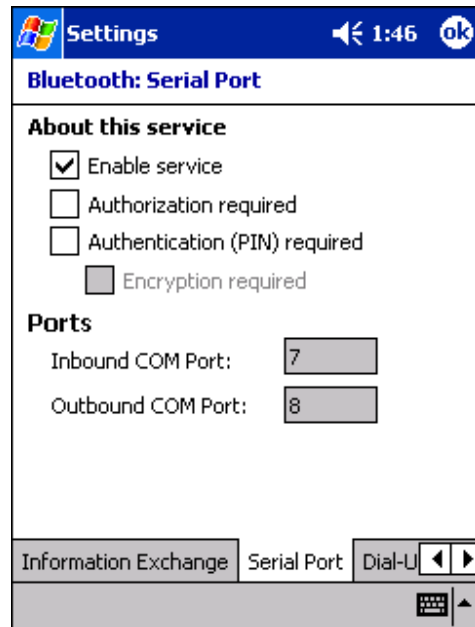 Settings 1:46 ok
Bluetooth: Serial Port
About this service
Enable service
Authorization required
Authentication (PIN) required
Encryption required
Ports
Inbound COM Port: 7
Outbound COM Port: 8
Information Exchange Serial Port Dial-U